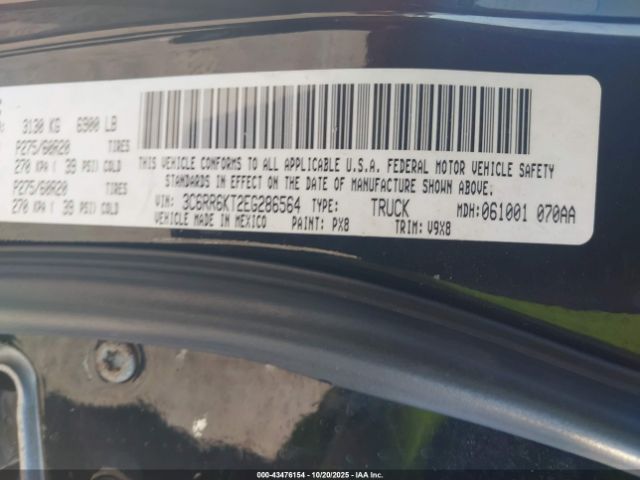 3130 KG 6900 LB
P275/60R20 TIRES
270 KPA ( 39 PSI) COLD
P275/60R20 TIRES
270 KPA ( 39 PSI) COLD
THIS VEHICLE CONFORMS TO ALL APPLICABLE U.S.A. FEDERAL MOTOR VEHICLE SAFETY
STANDARDS IN EFFECT ON THE DATE OF MANUFACTURE SHOWN ABOVE.
VIN: 3C6RR6KT2EG286564 TYPE: TRUCK MDH:061001 070AA
MADE IN MEXICO PAINT: PX8 TRIM: V9X8
000-43476154 - 10/20/2025 - IAAI.COM